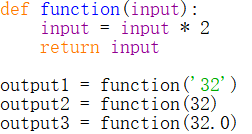 def function(input):
    input = input * 2
    return input

output1 = function('32')
output2 = function(32)
output3 = function(32.0)